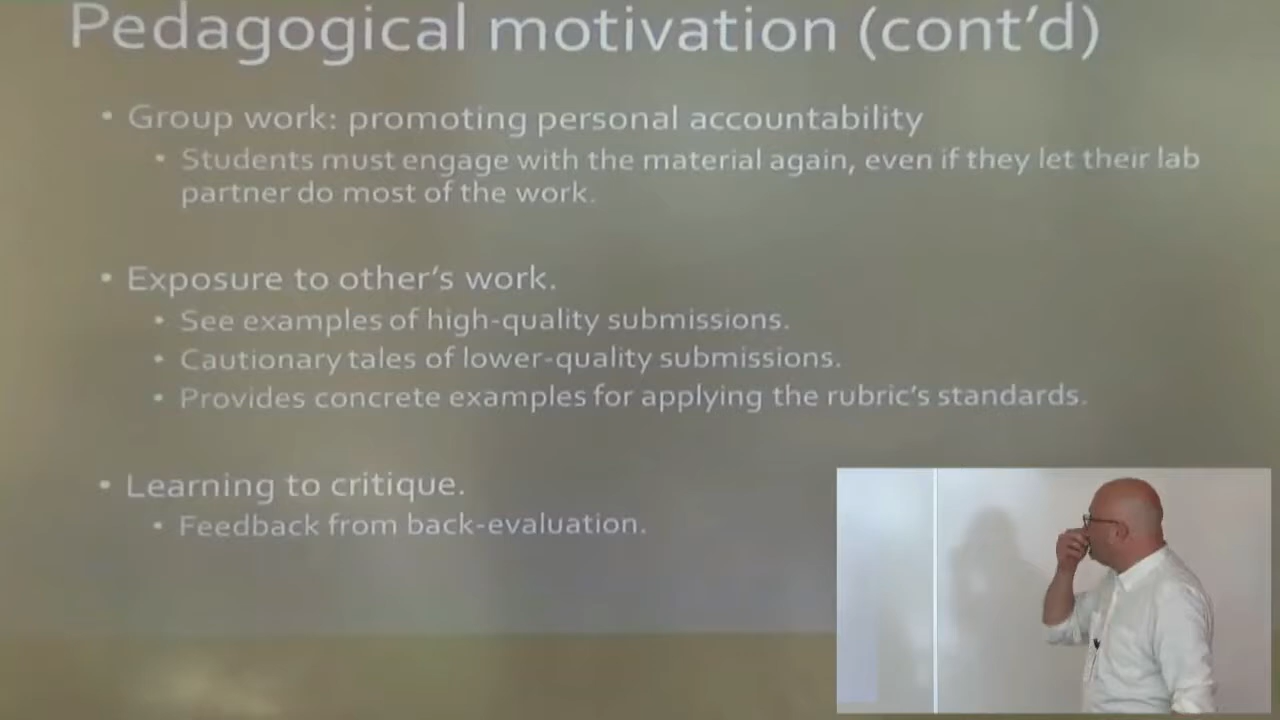 Pedagogical motivation (cont'd)
• Group work: promoting personal accountability
• Students must engage with the material again, even if they let their lab
partner do most of the work.
• Exposure to other's work.
• See examples of high-quality submissions.
• Cautionary tales of lower-quality submissions.
• Provides concrete examples for applying the rubric's standards.
• Learning to critique.
• Feedback from back-evaluation.